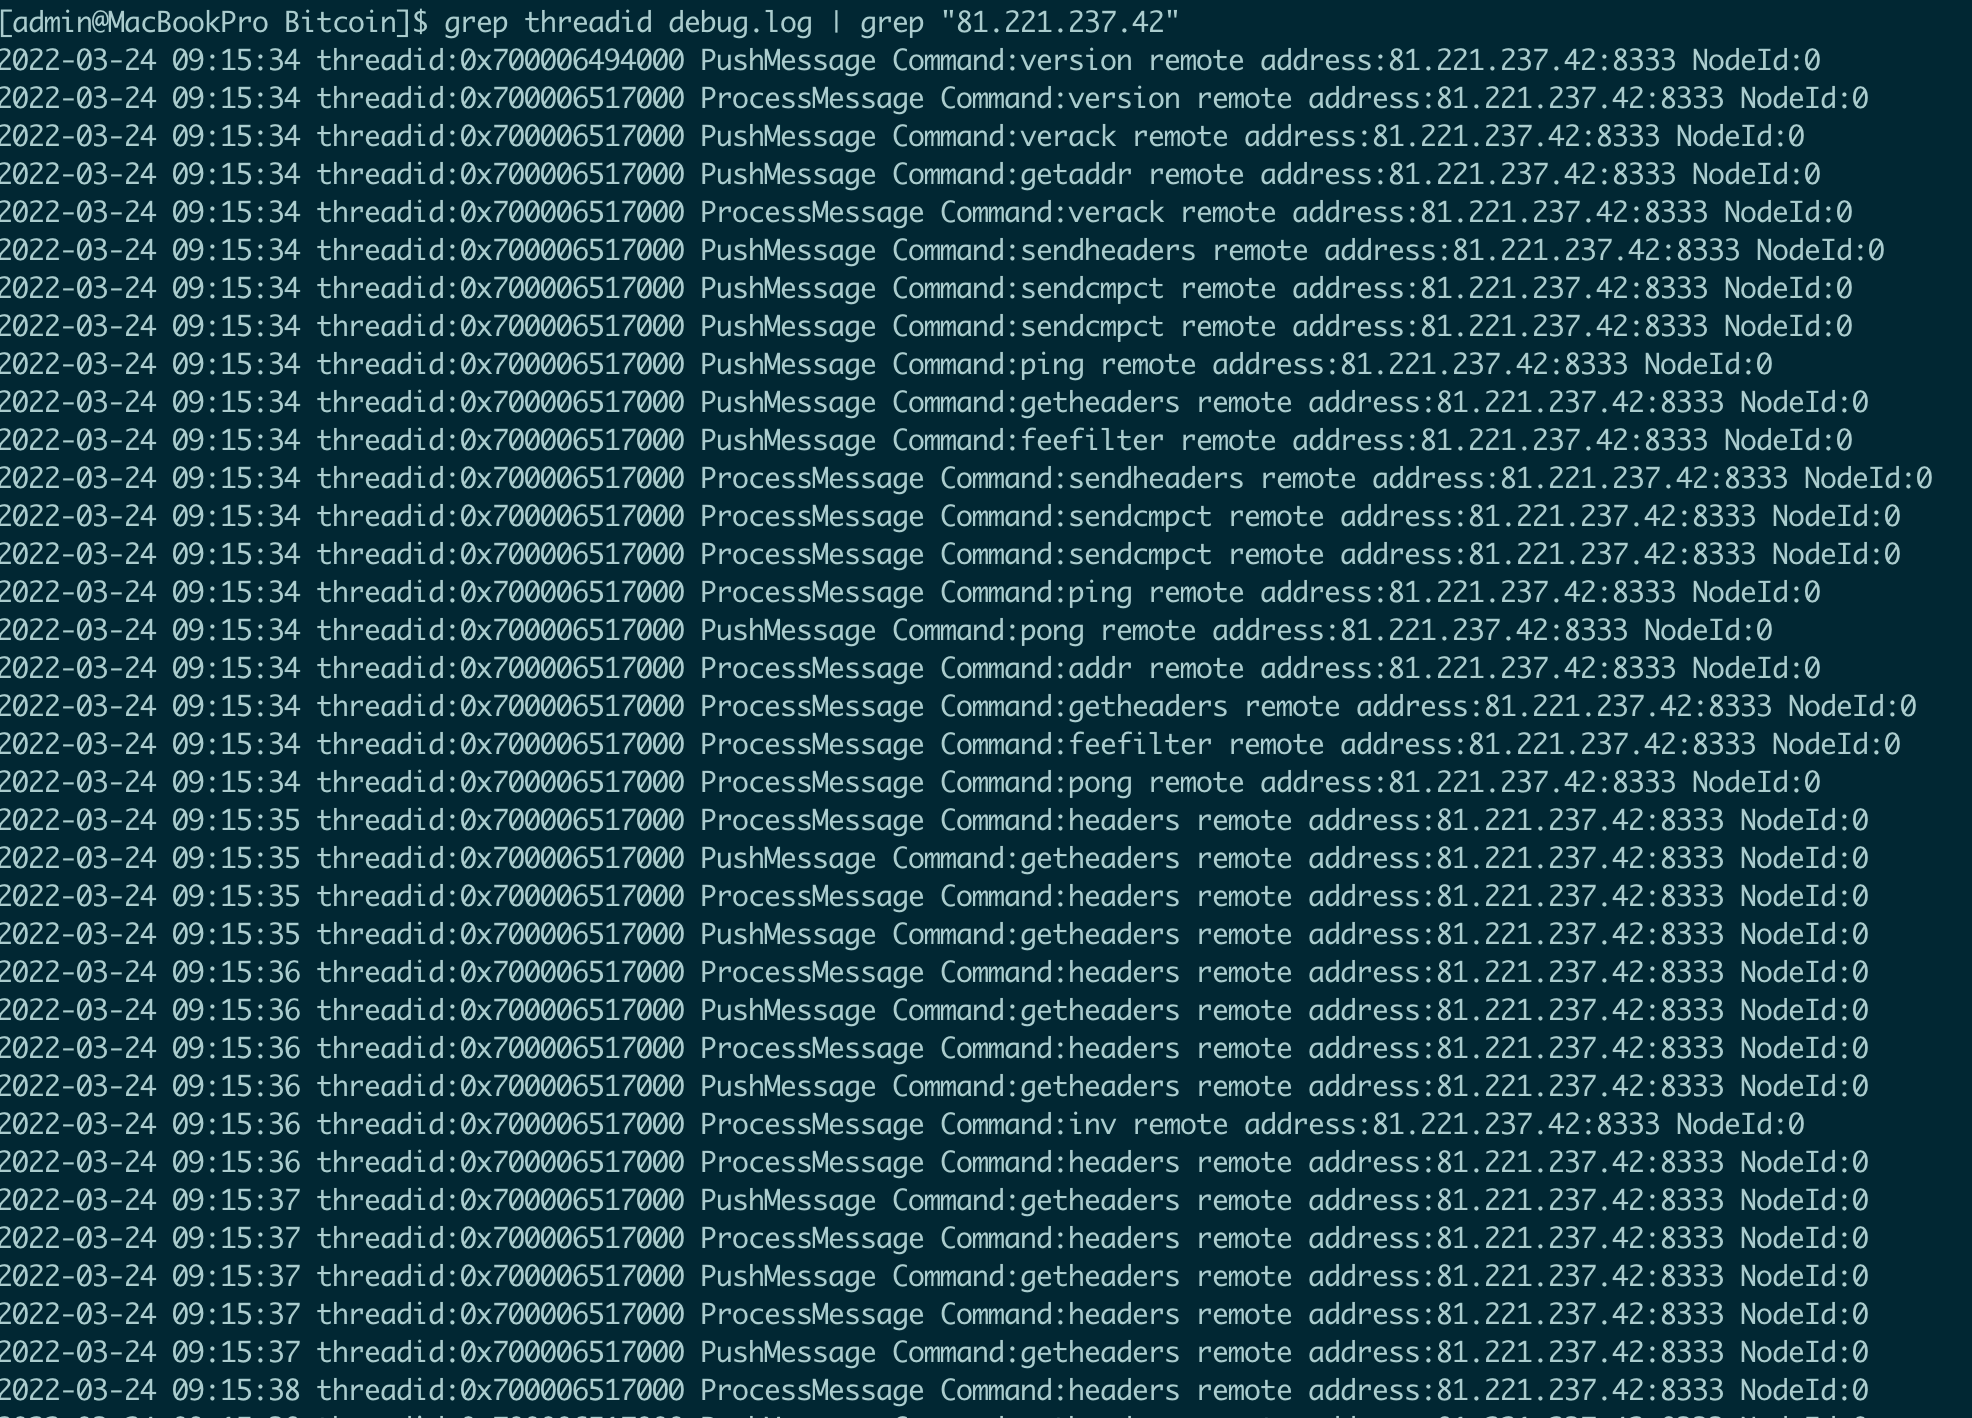 [admin@MacBookPro Bitcoin]$ grep threadid debug.log | grep "81.221.237.42"
2022-03-24 09:15:34 threadid:0x700006494000 PushMessage Command:version remote address:81.221.237.42:8333 NodeId:0
2022-03-24 09:15:34 threadid:0x700006517000 ProcessMessage Command:version remote address:81.221.237.42:8333 NodeId:0
2022-03-24 09:15:34 threadid:0x700006517000 PushMessage Command:verack remote address:81.221.237.42:8333 NodeId:0
2022-03-24 09:15:34 threadid:0x700006517000 PushMessage Command:getaddr remote address:81.221.237.42:8333 NodeId:0
2022-03-24 09:15:34 threadid:0x700006517000 ProcessMessage Command:verack remote address:81.221.237.42:8333 NodeId:0
2022-03-24 09:15:34 threadid:0x700006517000 PushMessage Command:sendheaders remote address:81.221.237.42:8333 NodeId:0
2022-03-24 09:15:34 threadid:0x700006517000 PushMessage Command:sendcmpct remote address:81.221.237.42:8333 NodeId:0
2022-03-24 09:15:34 threadid:0x700006517000 PushMessage Command:sendcmpct remote address:81.221.237.42:8333 NodeId:0
2022-03-24 09:15:34 threadid:0x700006517000 PushMessage Command:ping remote address:81.221.237.42:8333 NodeId:0
2022-03-24 09:15:34 threadid:0x700006517000 PushMessage Command:getheaders remote address:81.221.237.42:8333 NodeId:0
2022-03-24 09:15:34 threadid:0x700006517000 PushMessage Command:feefilter remote address:81.221.237.42:8333 NodeId:0
2022-03-24 09:15:34 threadid:0x700006517000 ProcessMessage Command:sendheaders remote address:81.221.237.42:8333 NodeId:0
2022-03-24 09:15:34 threadid:0x700006517000 ProcessMessage Command:sendcmpct remote address:81.221.237.42:8333 NodeId:0
2022-03-24 09:15:34 threadid:0x700006517000 ProcessMessage Command:sendcmpct remote address:81.221.237.42:8333 NodeId:0
2022-03-24 09:15:34 threadid:0x700006517000 ProcessMessage Command:ping remote address:81.221.237.42:8333 NodeId:0
2022-03-24 09:15:34 threadid:0x700006517000 PushMessage Command:pong remote address:81.221.237.42:8333 NodeId:0
2022-03-24 09:15:34 threadid:0x700006517000 ProcessMessage Command:addr remote address:81.221.237.42:8333 NodeId:0
2022-03-24 09:15:34 threadid:0x700006517000 ProcessMessage Command:getheaders remote address:81.221.237.42:8333 NodeId:0
2022-03-24 09:15:34 threadid:0x700006517000 ProcessMessage Command:feefilter remote address:81.221.237.42:8333 NodeId:0
2022-03-24 09:15:34 threadid:0x700006517000 ProcessMessage Command:pong remote address:81.221.237.42:8333 NodeId:0
2022-03-24 09:15:35 threadid:0x700006517000 ProcessMessage Command:headers remote address:81.221.237.42:8333 NodeId:0
2022-03-24 09:15:35 threadid:0x700006517000 PushMessage Command:getheaders remote address:81.221.237.42:8333 NodeId:0
2022-03-24 09:15:35 threadid:0x700006517000 ProcessMessage Command:headers remote address:81.221.237.42:8333 NodeId:0
2022-03-24 09:15:35 threadid:0x700006517000 PushMessage Command:getheaders remote address:81.221.237.42:8333 NodeId:0
2022-03-24 09:15:36 threadid:0x700006517000 ProcessMessage Command:headers remote address:81.221.237.42:8333 NodeId:0
2022-03-24 09:15:36 threadid:0x700006517000 PushMessage Command:getheaders remote address:81.221.237.42:8333 NodeId:0
2022-03-24 09:15:36 threadid:0x700006517000 ProcessMessage Command:headers remote address:81.221.237.42:8333 NodeId:0
2022-03-24 09:15:36 threadid:0x700006517000 PushMessage Command:getheaders remote address:81.221.237.42:8333 NodeId:0
2022-03-24 09:15:36 threadid:0x700006517000 ProcessMessage Command:inv remote address:81.221.237.42:8333 NodeId:0
2022-03-24 09:15:36 threadid:0x700006517000 ProcessMessage Command:headers remote address:81.221.237.42:8333 NodeId:0
2022-03-24 09:15:37 threadid:0x700006517000 PushMessage Command:getheaders remote address:81.221.237.42:8333 NodeId:0
2022-03-24 09:15:37 threadid:0x700006517000 ProcessMessage Command:headers remote address:81.221.237.42:8333 NodeId:0
2022-03-24 09:15:37 threadid:0x700006517000 PushMessage Command:getheaders remote address:81.221.237.42:8333 NodeId:0
2022-03-24 09:15:37 threadid:0x700006517000 ProcessMessage Command:headers remote address:81.221.237.42:8333 NodeId:0
2022-03-24 09:15:37 threadid:0x700006517000 PushMessage Command:getheaders remote address:81.221.237.42:8333 NodeId:0
2022-03-24 09:15:38 threadid:0x700006517000 ProcessMessage Command:headers remote address:81.221.237.42:8333 NodeId:0